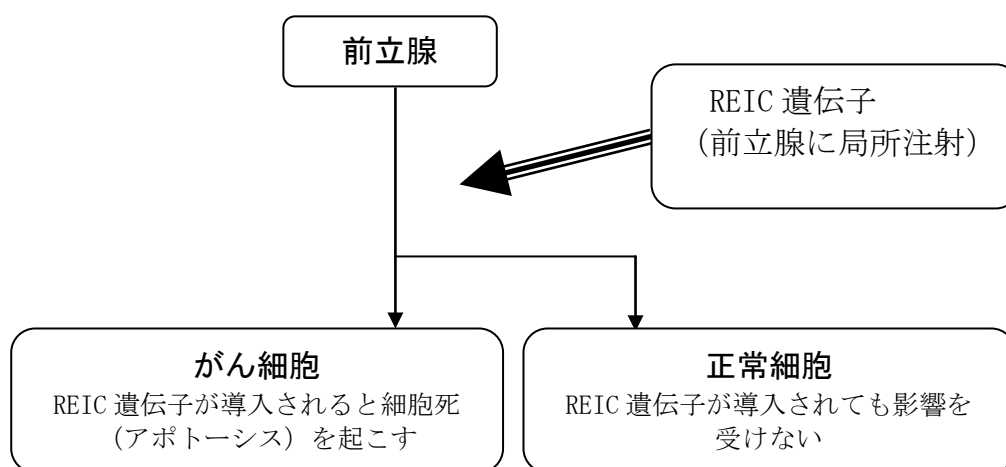 前立腺
REIC 遺伝子
（前立腺に局所注射）
がん細胞
REIC 遺伝子が導入されると細胞死
（アポトーシス）を起こす
正常細胞
REIC 遺伝子が導入されても影響を
受けない